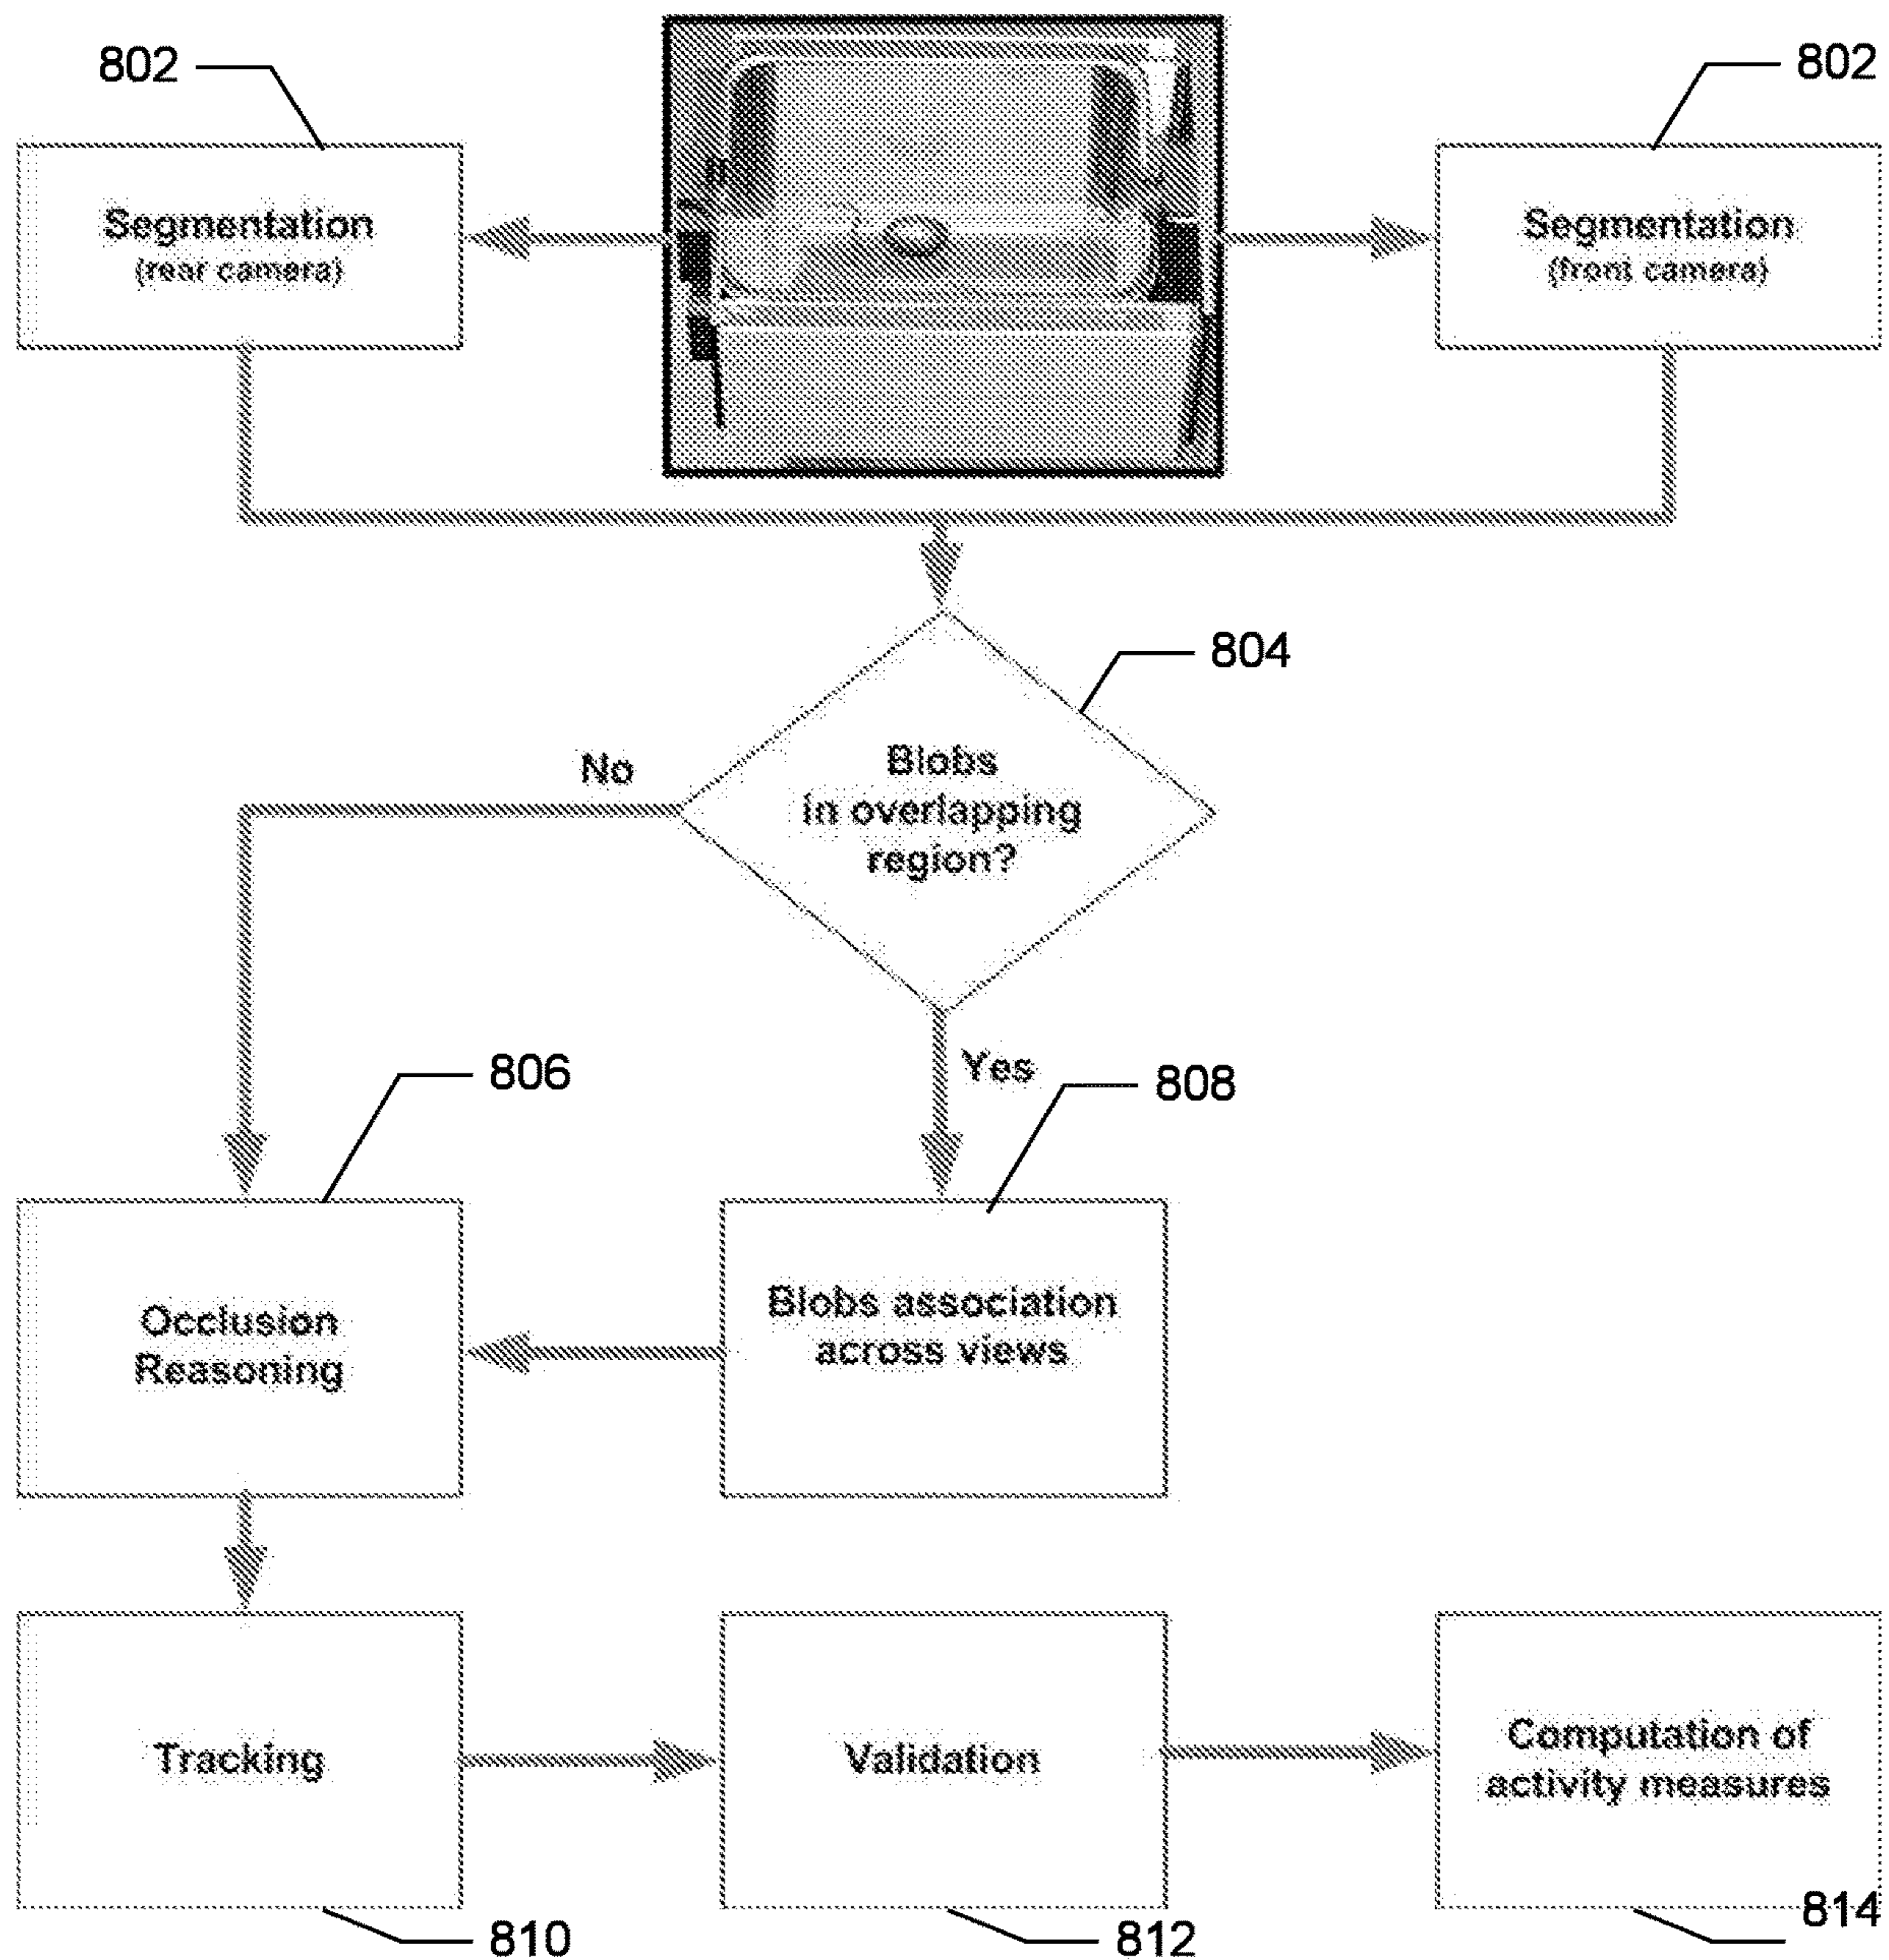 802
802
Segmentation
(rear camera)
Segmentation
(front camera)
804
No
Blobs
in overlapping
region?
Yes
806
808
Occlusion
Reasoning
Blobs association
across views
Tracking
Validation
Computation of
activity measures
810
812
814